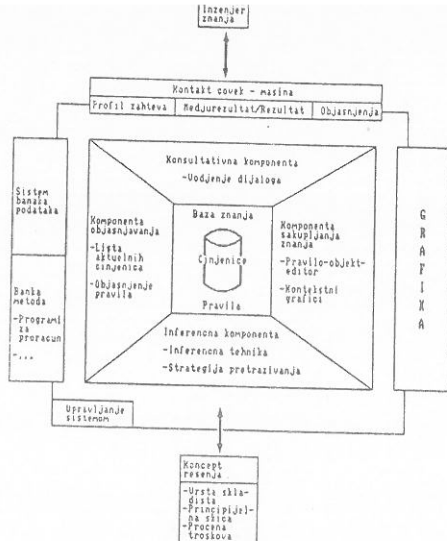 Inzenjer
znanja
Kontakt covek - masina
Profil zahteva
Medjurezultat/Rezultat
Objasnjenja
Sistem
banaka
podataka
Banka
metoda
-Programi
za
proracun
-...
Konsultativna komponenta
-Vodjenje dijaloga
Komponenta
objasnjavanja
-Lista
aktuelnih
cinjenica
-Objasnjenje
pravila
Baza znanja
Cinjenice
Pravila
Komponenta
sakupljanja
znanja
-Pravilo-objekt-
editor
-Kontekstni
grafici
Inferencna komponenta
-Inferencna tehnika
-Strategija pretrazivanja
G
R
A
F
I
K
A
Upravljanje
sistemom
Koncept
resenja
-Vrsta skla-
dista
-Principijel-
na skica
-Procena
troskova